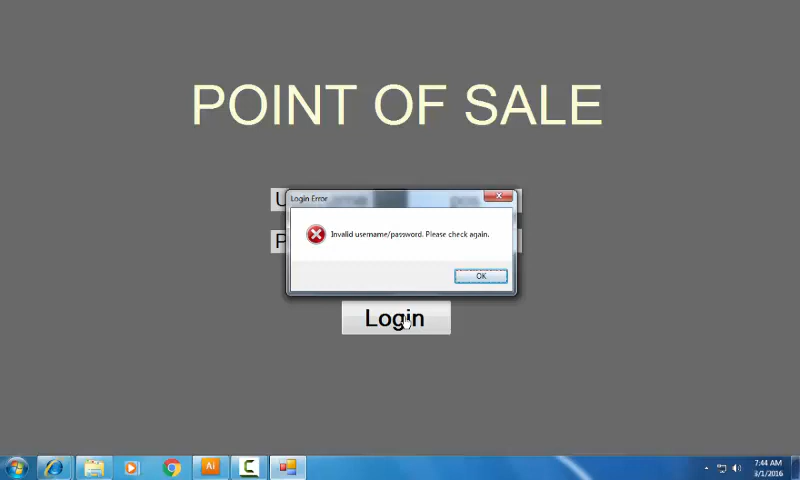 POINT OF SALE
Login Error
U
Invalid username/password. Please check again.
P
OK
Login
Ai
7:44 AM
3/1/2016